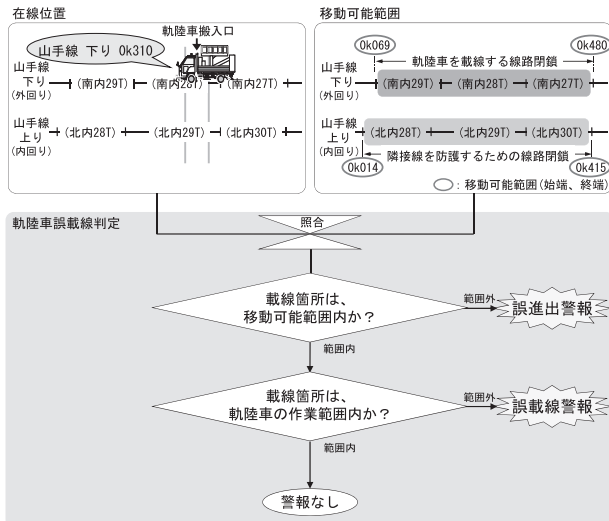 在線位置
軌陸車搬入口
山手線 下り 0k310
山手線
下り
(外回り)
(南内29T)
(南内28T)
(南内27T)
山手線
上り
(内回り)
(北内28T)
(北内29T)
(北内30T)
移動可能範囲
0k069
0k480
軌陸車を載線する線路閉鎖
山手線
下り
(外回り)
(南内29T)
(南内28T)
(南内27T)
山手線
上り
(内回り)
(北内28T)
(北内29T)
(北内30T)
隣接線を防護するための線路閉鎖
0k014
0k415
:移動可能範囲(始端、終端)
軌陸車誤載線判定
照合
載線箇所は、
移動可能範囲内か?
範囲外
誤進出警報
範囲内
載線箇所は、
軌陸車の作業範囲内か?
範囲外
誤載線警報
範囲内
警報なし